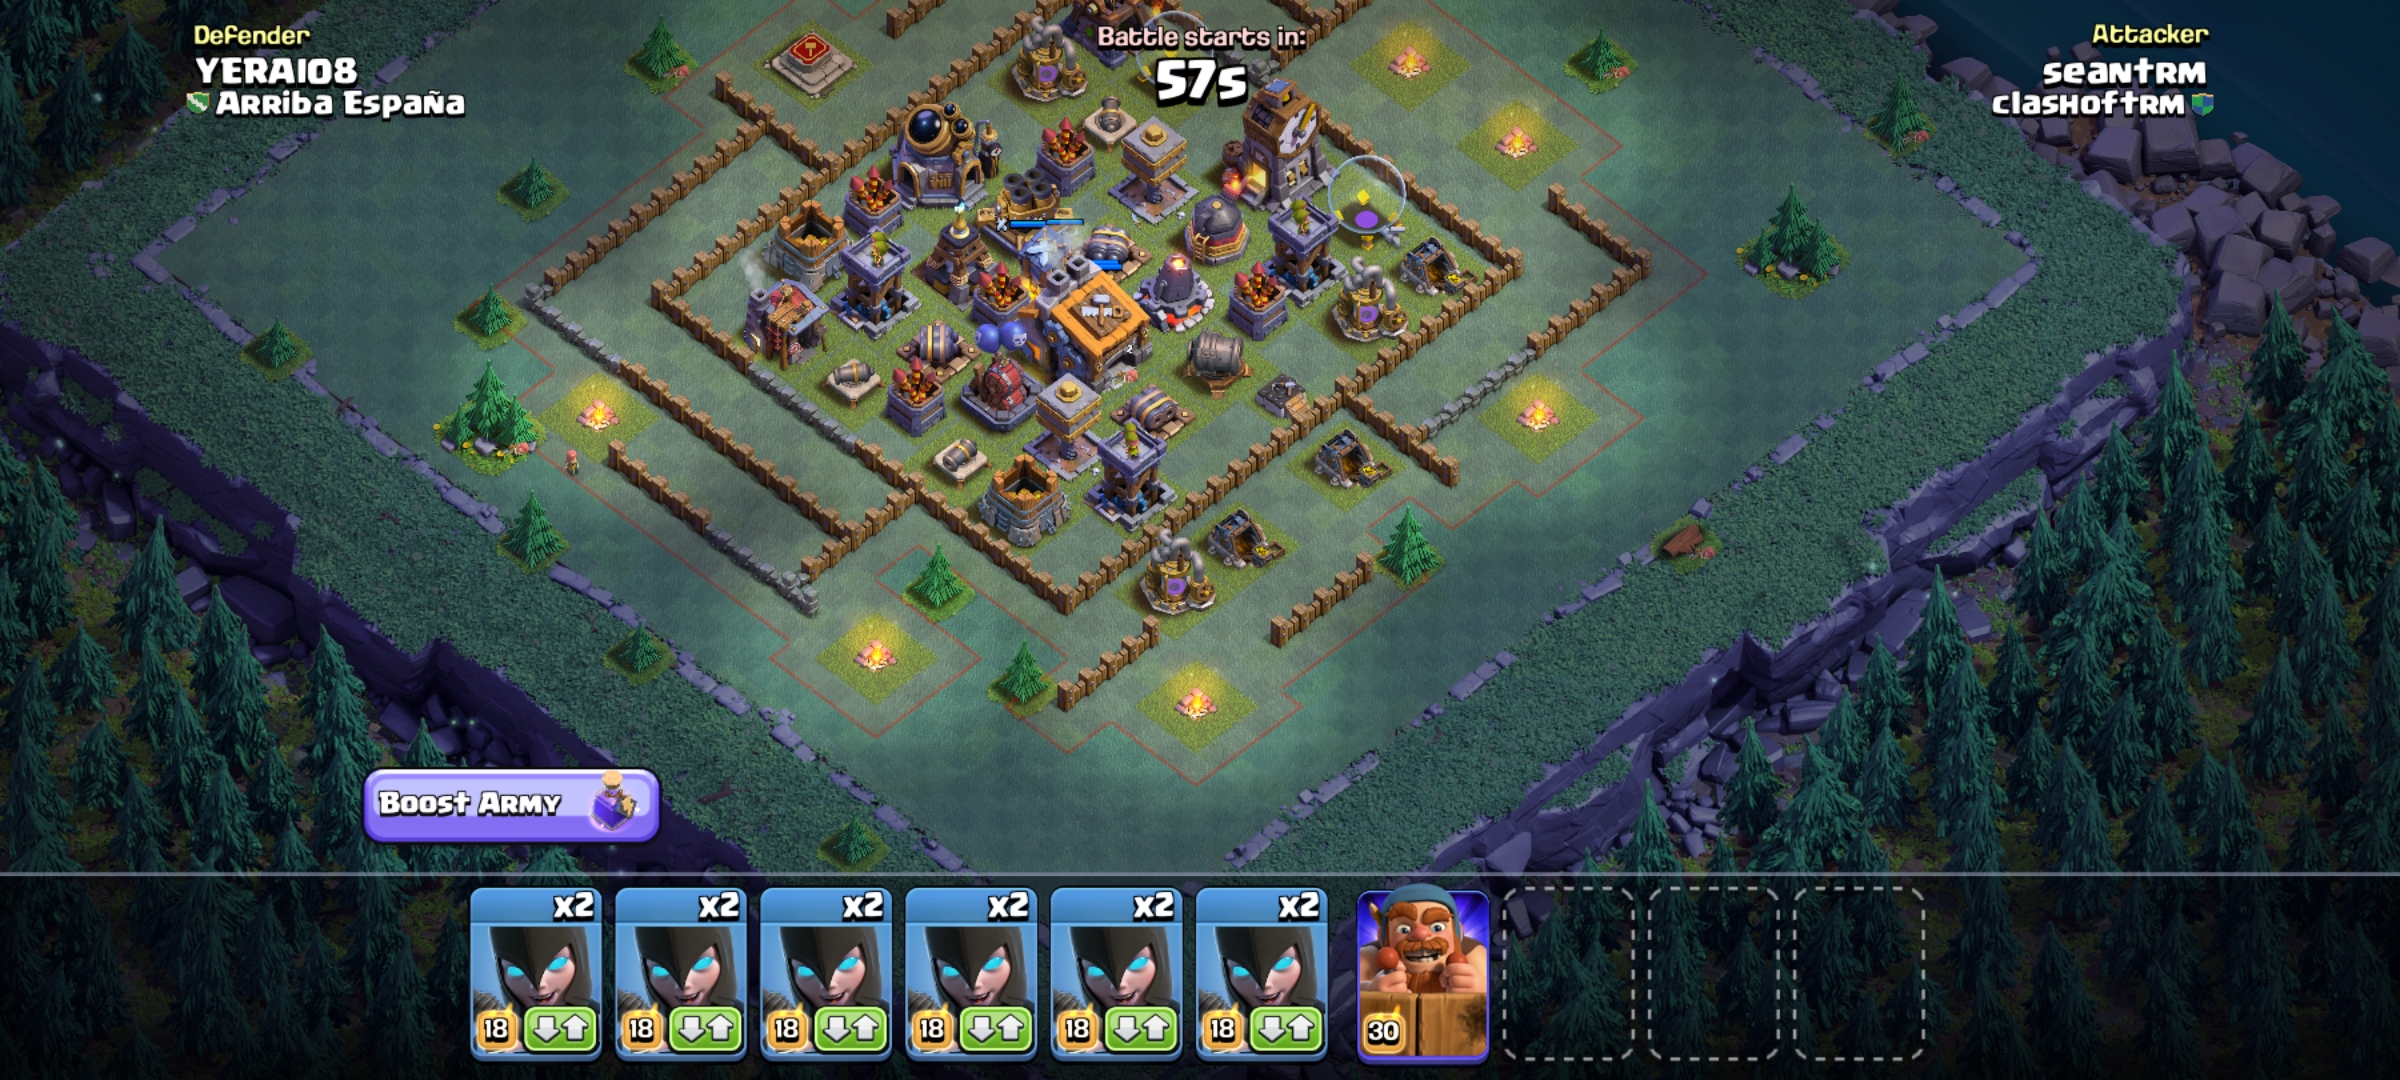 Defender
YERAI08
Arriba España
Battle starts in:
57s
Attacker
seantRM
clashoftRM
Boost Army
x2
x2
x2
x2
x2
x2
18
18
18
18
18
18
30